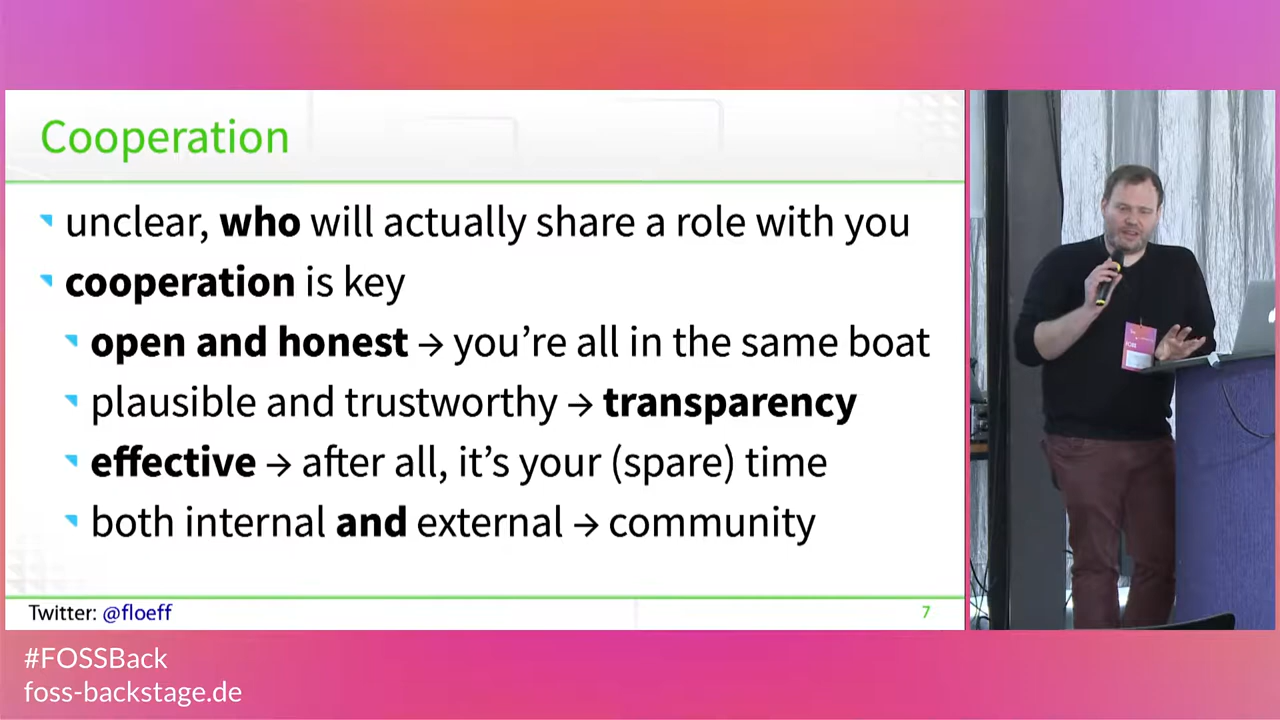 Cooperation
unclear, who will actually share a role with you
cooperation is key
open and honest → you're all in the same boat
plausible and trustworthy → transparency
effective → after all, it's your (spare) time
both internal and external → community
Twitter: @floeff
7
#FOSSBack
foss-backstage.de